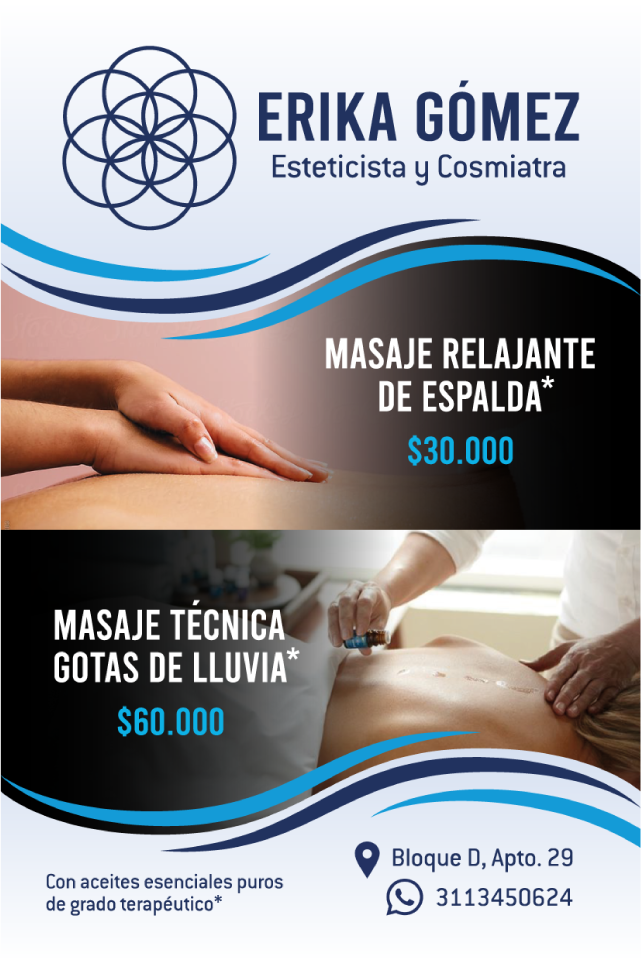 ERIKA GÓMEZ
Esteticista y Cosmiatra
MASAJE RELAJANTE
DE ESPALDA*
$30.000
MASAJE TÉCNICA
GOTAS DE LLUVIA*
$60.000
Con aceites esenciales puros
de grado terapéutico*
Bloque D, Apto. 29
3113450624